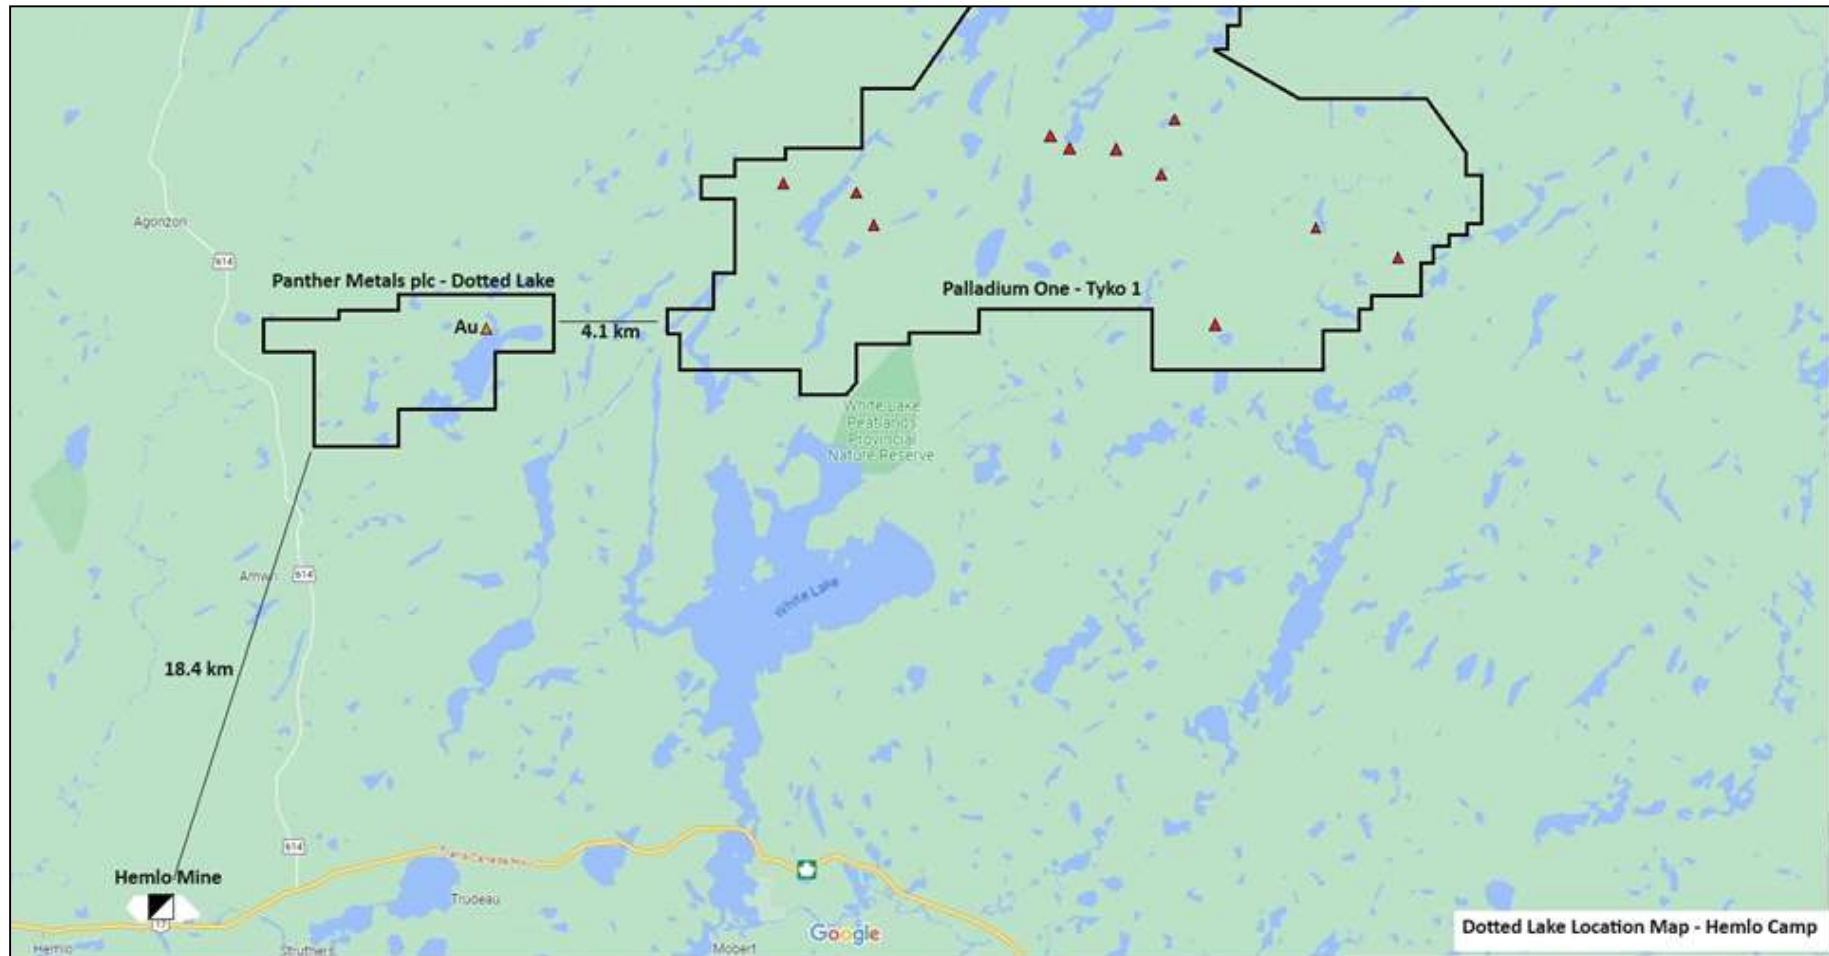 Agonzon
614
Panther Metals plc - Dotted Lake
Palladium One - Tyko 1
Au
4.1 km
White Lake
Peatlands
Provincial
Nature Reserve
614
White Lake
18.4 km
614
Hemlo Mine
Trudeau
17
Google
Dotted Lake Location Map - Hemlo Camp
Hemlo
Struthers
Mobert